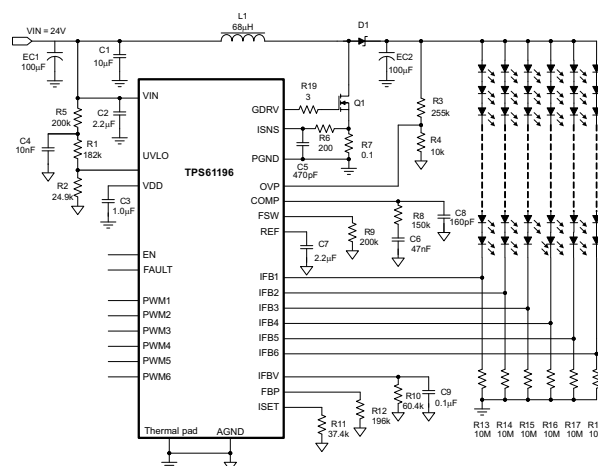 L1
68μH
D1
VIN = 24V
EC1
100μF
C1
10μF
EC2
100μF
R19
3
Q1
R3
255k
VIN
GDRV
R5
200k
C2
2.2μF
C4
10nF
ISNS
R6
200
R7
0.1
R4
10k
R1
182k
UVLO
PGND
C5
470pF
TPS61196
OVP
R2
24.9k
VDD
COMP
C3
1.0μF
FSW
R8
150k
C8
160pF
REF
R9
200k
C6
47nF
C7
2.2μF
EN
FAULT
IFB1
IFB2
PWM1
IFB3
PWM2
IFB4
PWM3
IFB5
PWM4
IFB6
PWM5
PWM6
IFBV
FBP
R10
60.4k
C9
0.1μF
ISET
R12
196k
R11
37.4k
Thermal pad
AGND
R13 R14 R15 R16 R17 R1
10M 10M 10M 10M 10M 10M